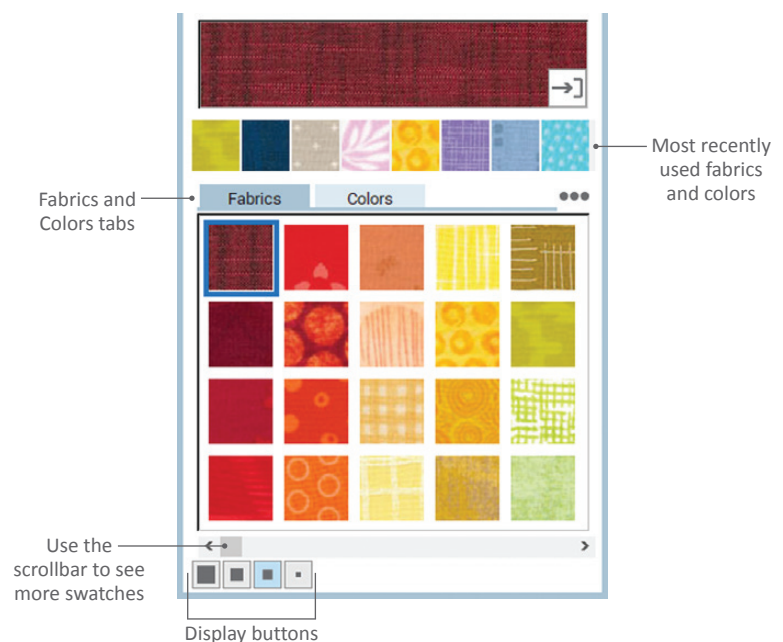 Most recently
used fabrics
and colors
Fabrics and
Colors tabs
Fabrics
Colors
Use the
scrollbar to see
more swatches
Display buttons